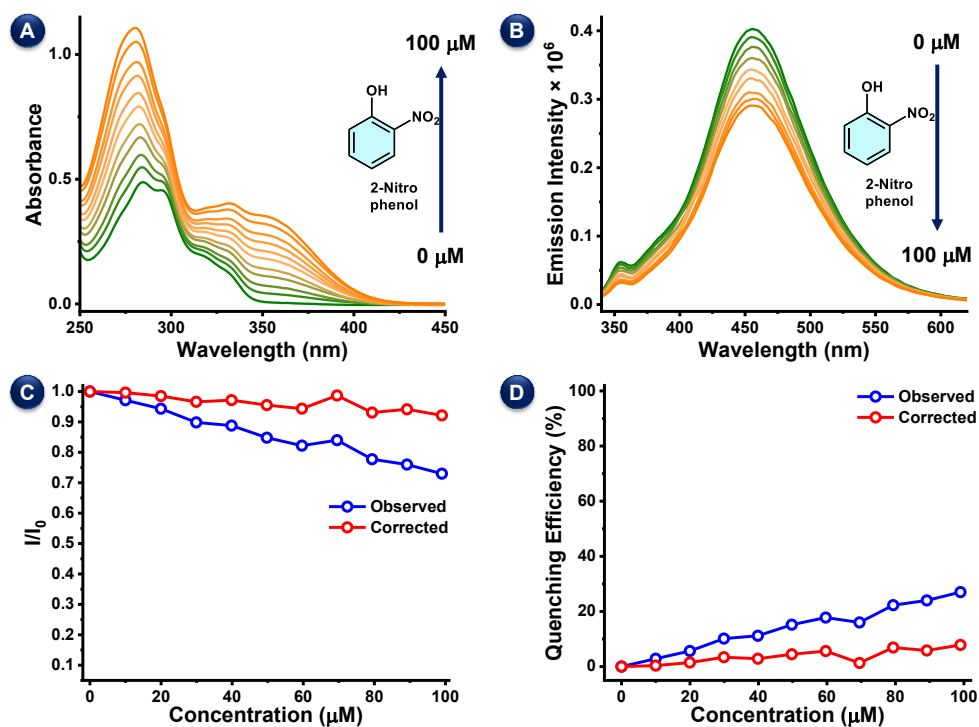 A
100 μM
OH
NO2
2-Nitro
phenol
0 μM
Absorbance
1.0
0.5
0.0
250 300 350 400 450
Wavelength (nm)
B
0 μM
OH
NO2
2-Nitro
phenol
100 μM
Emission Intensity × 10⁶
0.4
0.3
0.2
0.1
0.0
350 400 450 500 550 600
Wavelength (nm)
C
Observed
Corrected
I/I0
1.0
0.9
0.8
0.7
0.6
0.5
0.4
0.3
0.2
0.1
0 20 40 60 80 100
Concentration (μM)
D
Observed
Corrected
Quenching Efficiency (%)
100
80
60
40
20
0
0 20 40 60 80 100
Concentration (μM)